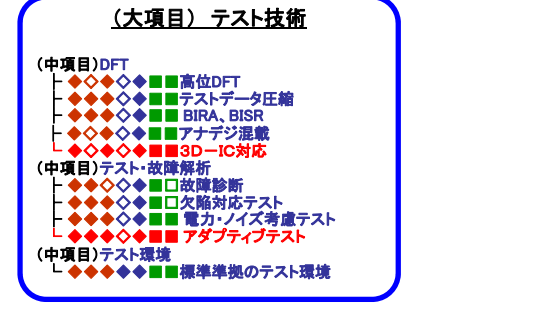 （大項目） テスト技術
（中項目）DFT
├ ◆◇◆◇◆■■高位DFT
├ ◆◆◆◇◆■■テストデータ圧縮
├ ◆◆◆◇◆■■ BIRA、BISR
├ ◆◇◆◇◆■■アナデジ混載
└ ◆◇◆◇◆■■３D－IC対応
（中項目）テスト・故障解析
├ ◆◆◇◇◆■□故障診断
├ ◆◆◆◇◆■□欠陥対応テスト
├ ◆◆◆◇◆■■ 電力・ノイズ考慮テスト
└ ◆◆◆◇◆■■ アダプティブテスト
（中項目）テスト環境
└ ◆◆◆◆◆■■標準準拠のテスト環境